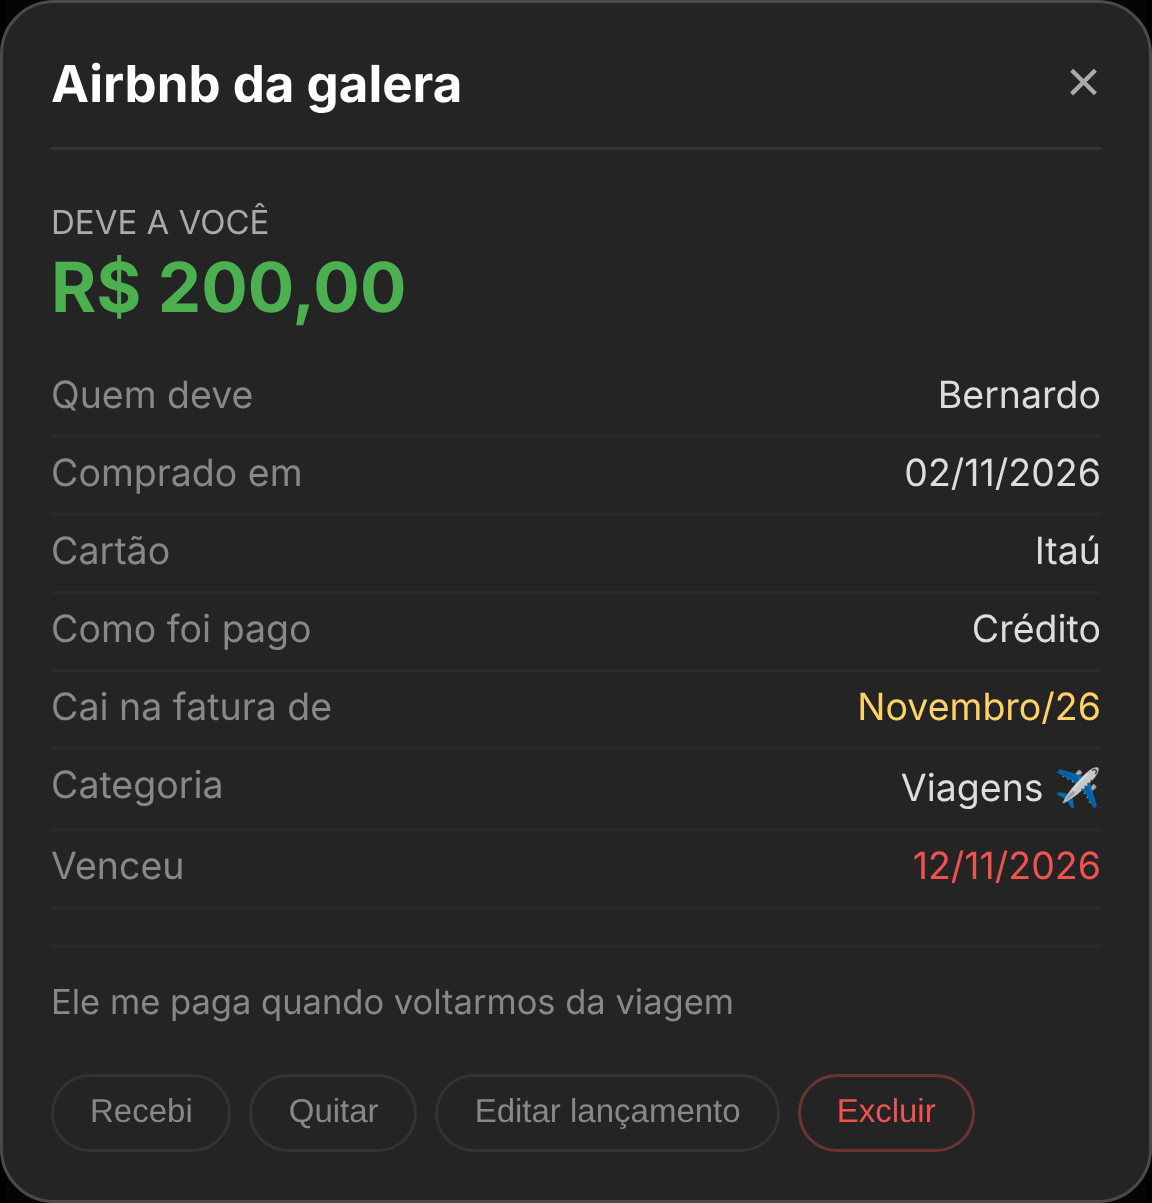 Airbnb da galera ✕
DEVE A VOCÊ
R$ 200,00
Quem deve Bernardo
Comprado em 02/11/2026
Cartão Itaú
Como foi pago Crédito
Cai na fatura de Novembro/26
Categoria Viagens ✈️
Venceu 12/11/2026
Ele me paga quando voltarmos da viagem
Recebi Quitar Editar lançamento Excluir